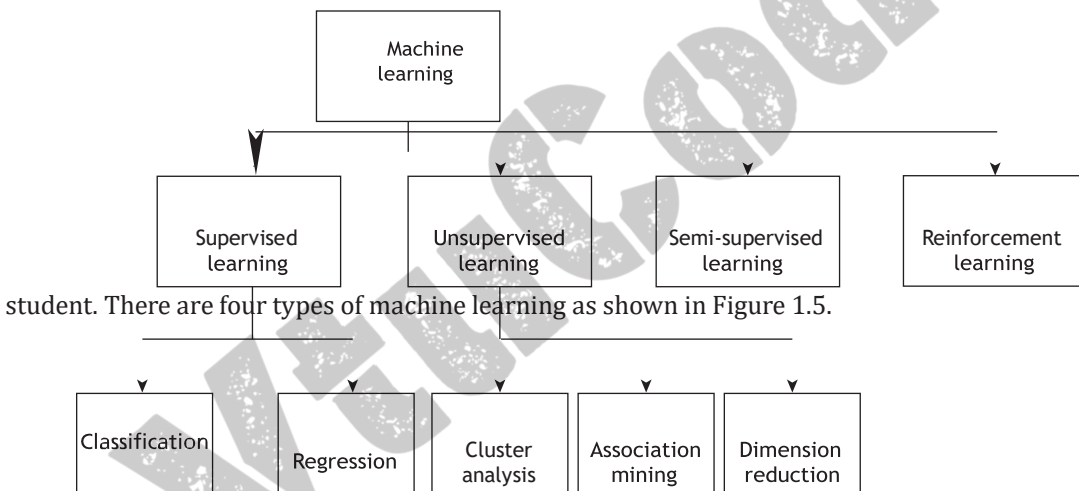 Machine
learning
Supervised
learning
Unsupervised
learning
Semi-supervised
learning
Reinforcement
learning
student. There are four types of machine learning as shown in Figure 1.5.
Classification
Regression
Cluster
analysis
Association
mining
Dimension
reduction